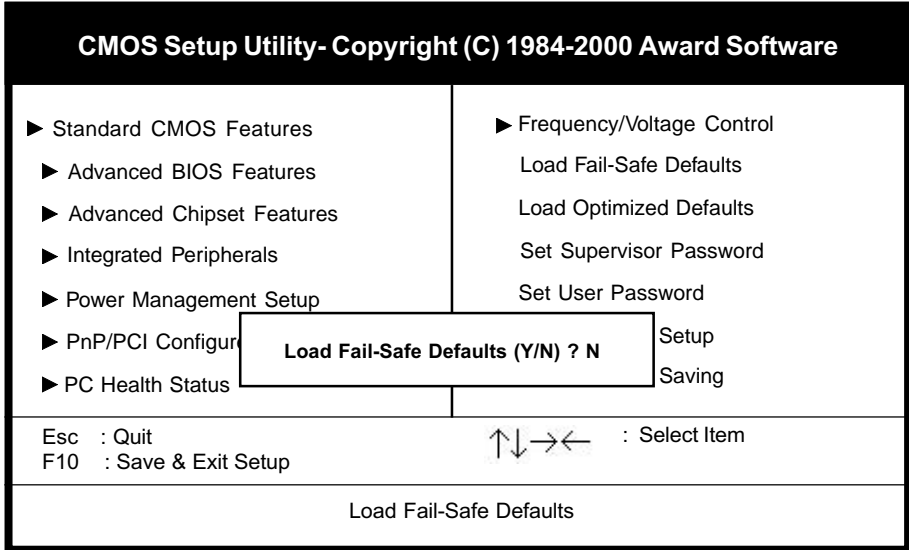 CMOS Setup Utility- Copyright (C) 1984-2000 Award Software
Standard CMOS Features
Advanced BIOS Features
Advanced Chipset Features
Integrated Peripherals
Power Management Setup
PnP/PCI Configure
PC Health Status
Frequency/Voltage Control
Load Fail-Safe Defaults
Load Optimized Defaults
Set Supervisor Password
Set User Password
Setup
Saving
Load Fail-Safe Defaults (Y/N) ? N
Esc : Quit
F10 : Save & Exit Setup
↑↓→← : Select Item
Load Fail-Safe Defaults